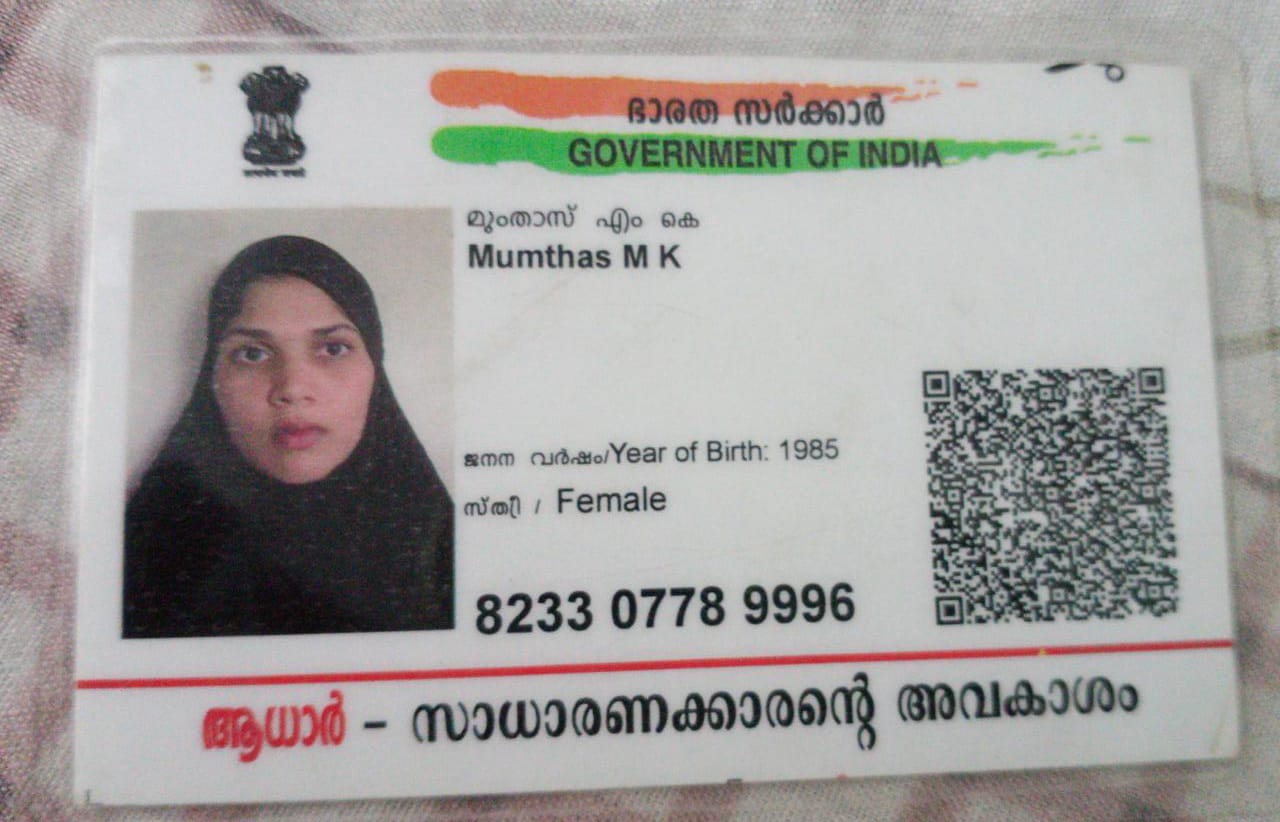 ഭാരത സർക്കാർ
GOVERNMENT OF INDIA
മുംതാസ് എം കെ
Mumthas M K
ജനന വർഷം/Year of Birth: 1985
സ്ത്രീ / Female
8233 0778 9996
ആധാർ – സാധാരണക്കാരന്റെ അവകാശം